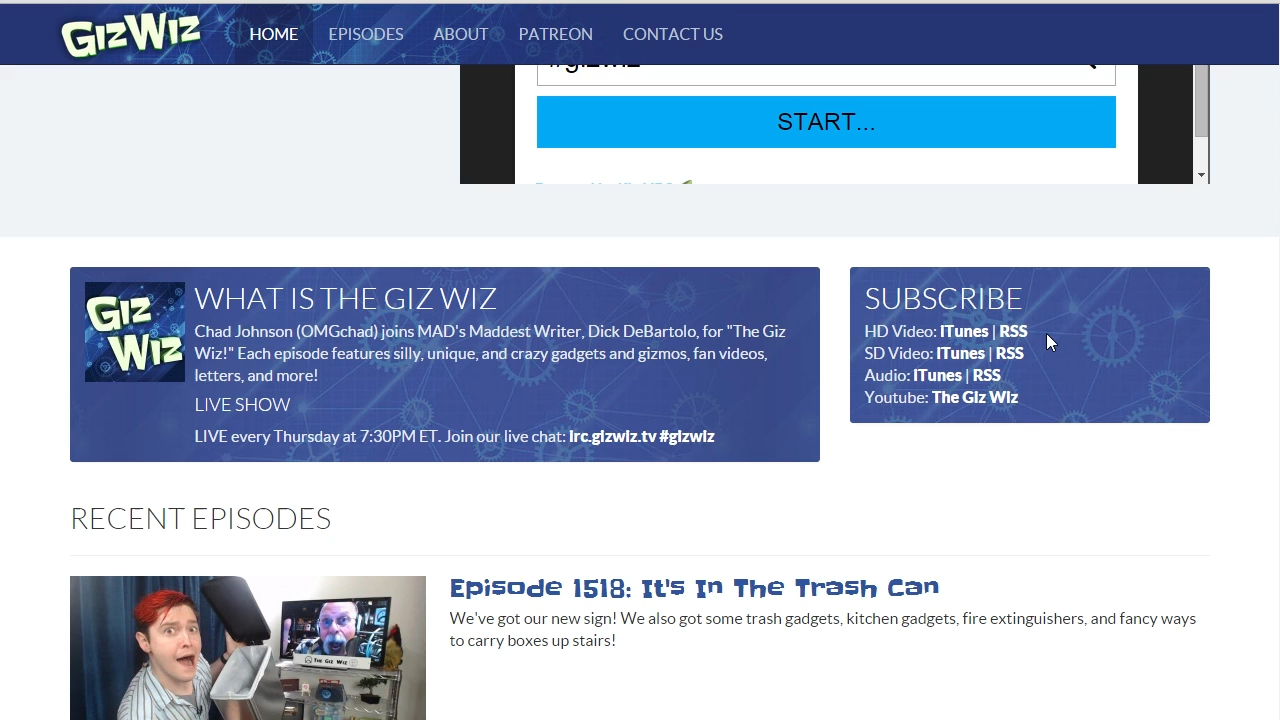 GizWiz
HOME EPISODES ABOUT PATREON CONTACT US
#gizwiz
START...
WHAT IS THE GIZ WIZ
Chad Johnson (OMGchad) joins MAD's Maddest Writer, Dick DeBartolo, for "The Giz
Wiz!" Each episode features silly, unique, and crazy gadgets and gizmos, fan videos,
letters, and more!
LIVE SHOW
LIVE every Thursday at 7:30PM ET. Join our live chat: irc.gizwiz.tv #gizwiz
GIZ
WIZ
SUBSCRIBE
HD Video: ITunes | RSS
SD Video: ITunes | RSS
Audio: ITunes | RSS
Youtube: The Giz Wiz
RECENT EPISODES
Episode 1518: It's In The Trash Can
We've got our new sign! We also got some trash gadgets, kitchen gadgets, fire extinguishers, and fancy ways
to carry boxes up stairs!
THE GIZ WIZ